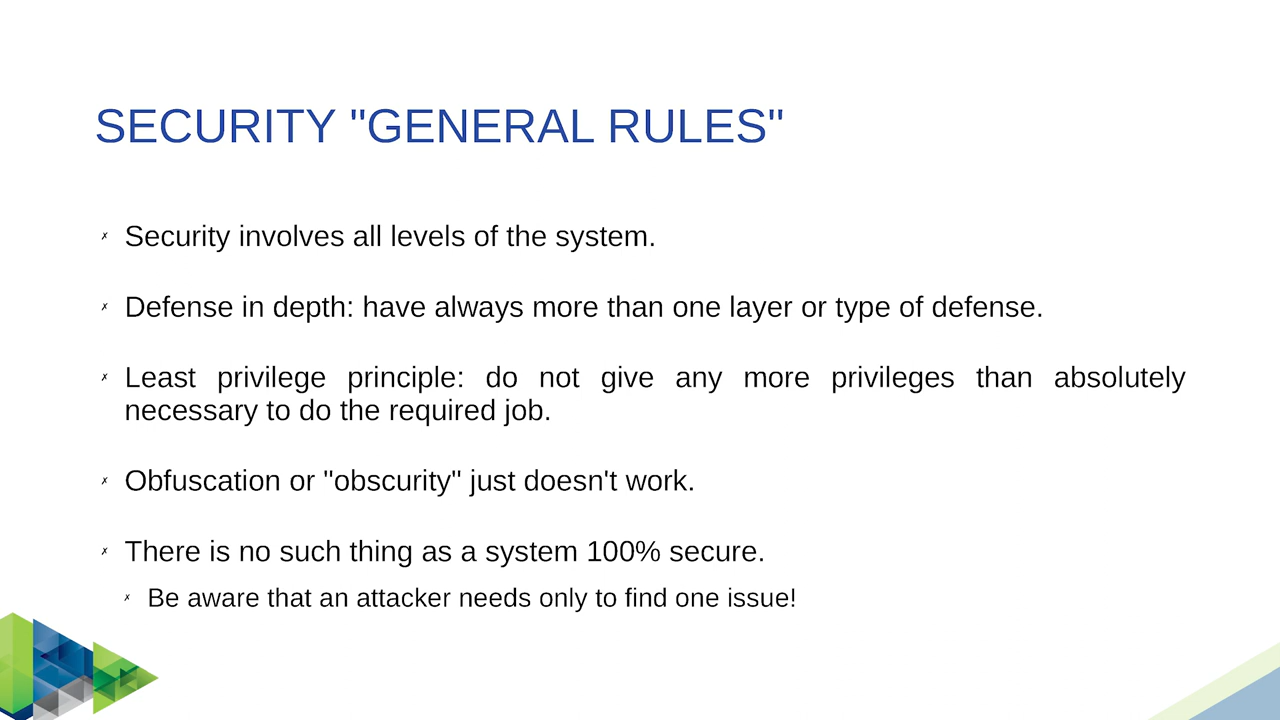 SECURITY "GENERAL RULES"
✗ Security involves all levels of the system.
✗ Defense in depth: have always more than one layer or type of defense.
✗ Least privilege principle: do not give any more privileges than absolutely
necessary to do the required job.
✗ Obfuscation or "obscurity" just doesn't work.
✗ There is no such thing as a system 100% secure.
✗ Be aware that an attacker needs only to find one issue!